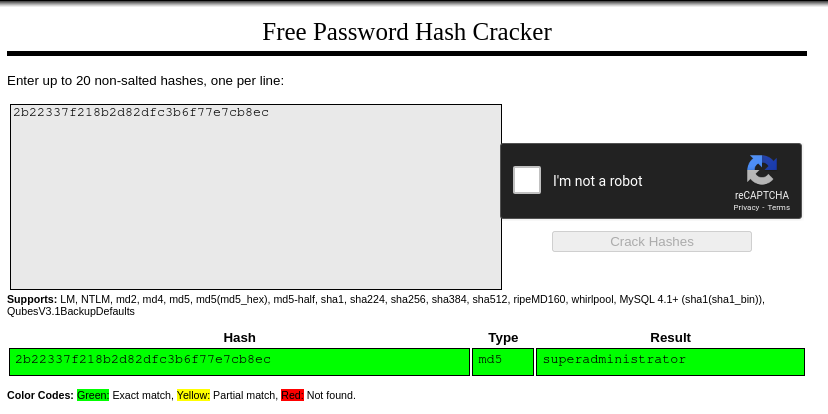 Free Password Hash Cracker
Enter up to 20 non-salted hashes, one per line:
2b22337f218b2d82dfc3b6f77e7cb8ec
I'm not a robot
reCAPTCHA
Privacy - Terms
Crack Hashes
Supports: LM, NTLM, md2, md4, md5, md5(md5_hex), md5-half, sha1, sha224, sha256, sha384, sha512, ripeMD160, whirlpool, MySQL 4.1+ (sha1(sha1_bin)),
QubesV3.1BackupDefaults
Hash Type Result
2b22337f218b2d82dfc3b6f77e7cb8ec md5 superadministrator
Color Codes: Green: Exact match, Yellow: Partial match, Red: Not found.